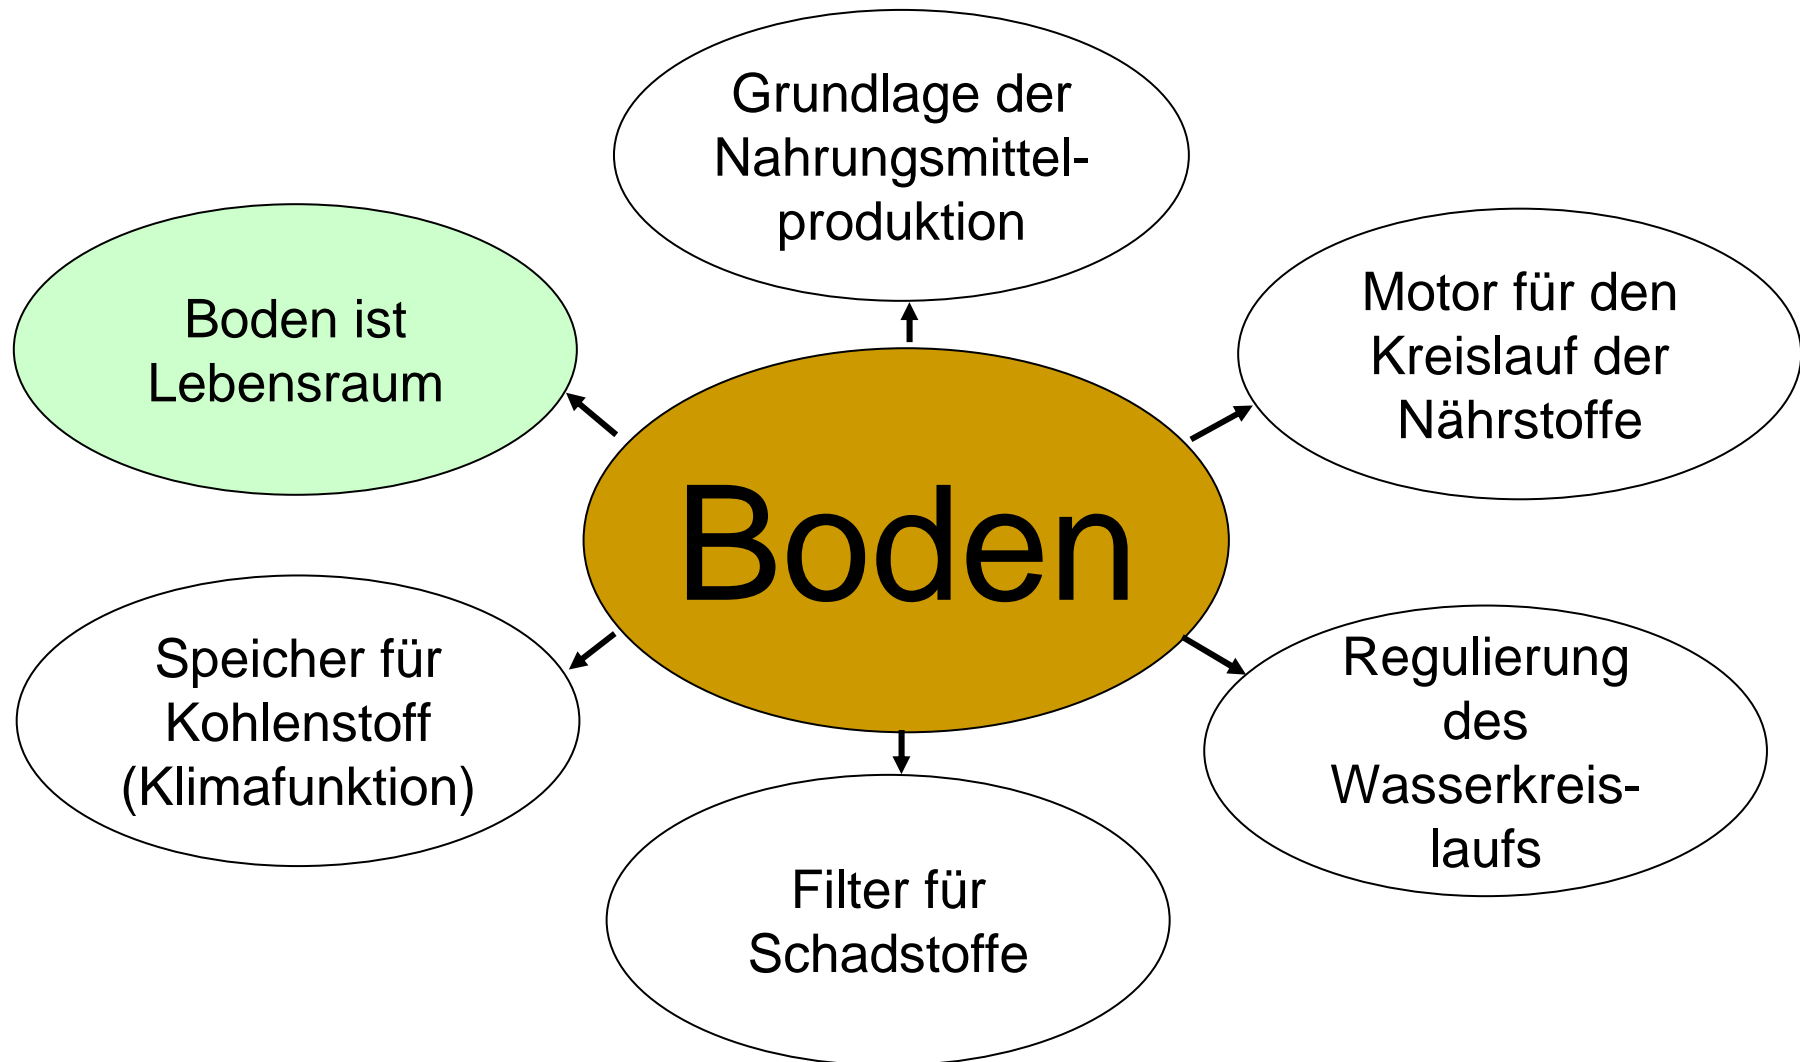 Grundlage der
Nahrungsmittel-
produktion
Boden ist
Lebensraum
Motor für den
Kreislauf der
Nährstoffe
Boden
Speicher für
Kohlenstoff
(Klimafunktion)
Regulierung
des
Wasserkreis-
laufs
Filter für
Schadstoffe